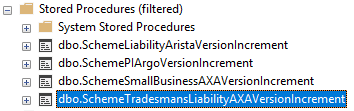 Stored Procedures (filtered)
System Stored Procedures
dbo.SchemeLiabilityAristaVersionIncrement
dbo.SchemePIArgoVersionIncrement
dbo.SchemeSmallBusinessAXAVersionIncrement
dbo.SchemeTradesmansLiabilityAXAVersionIncrement